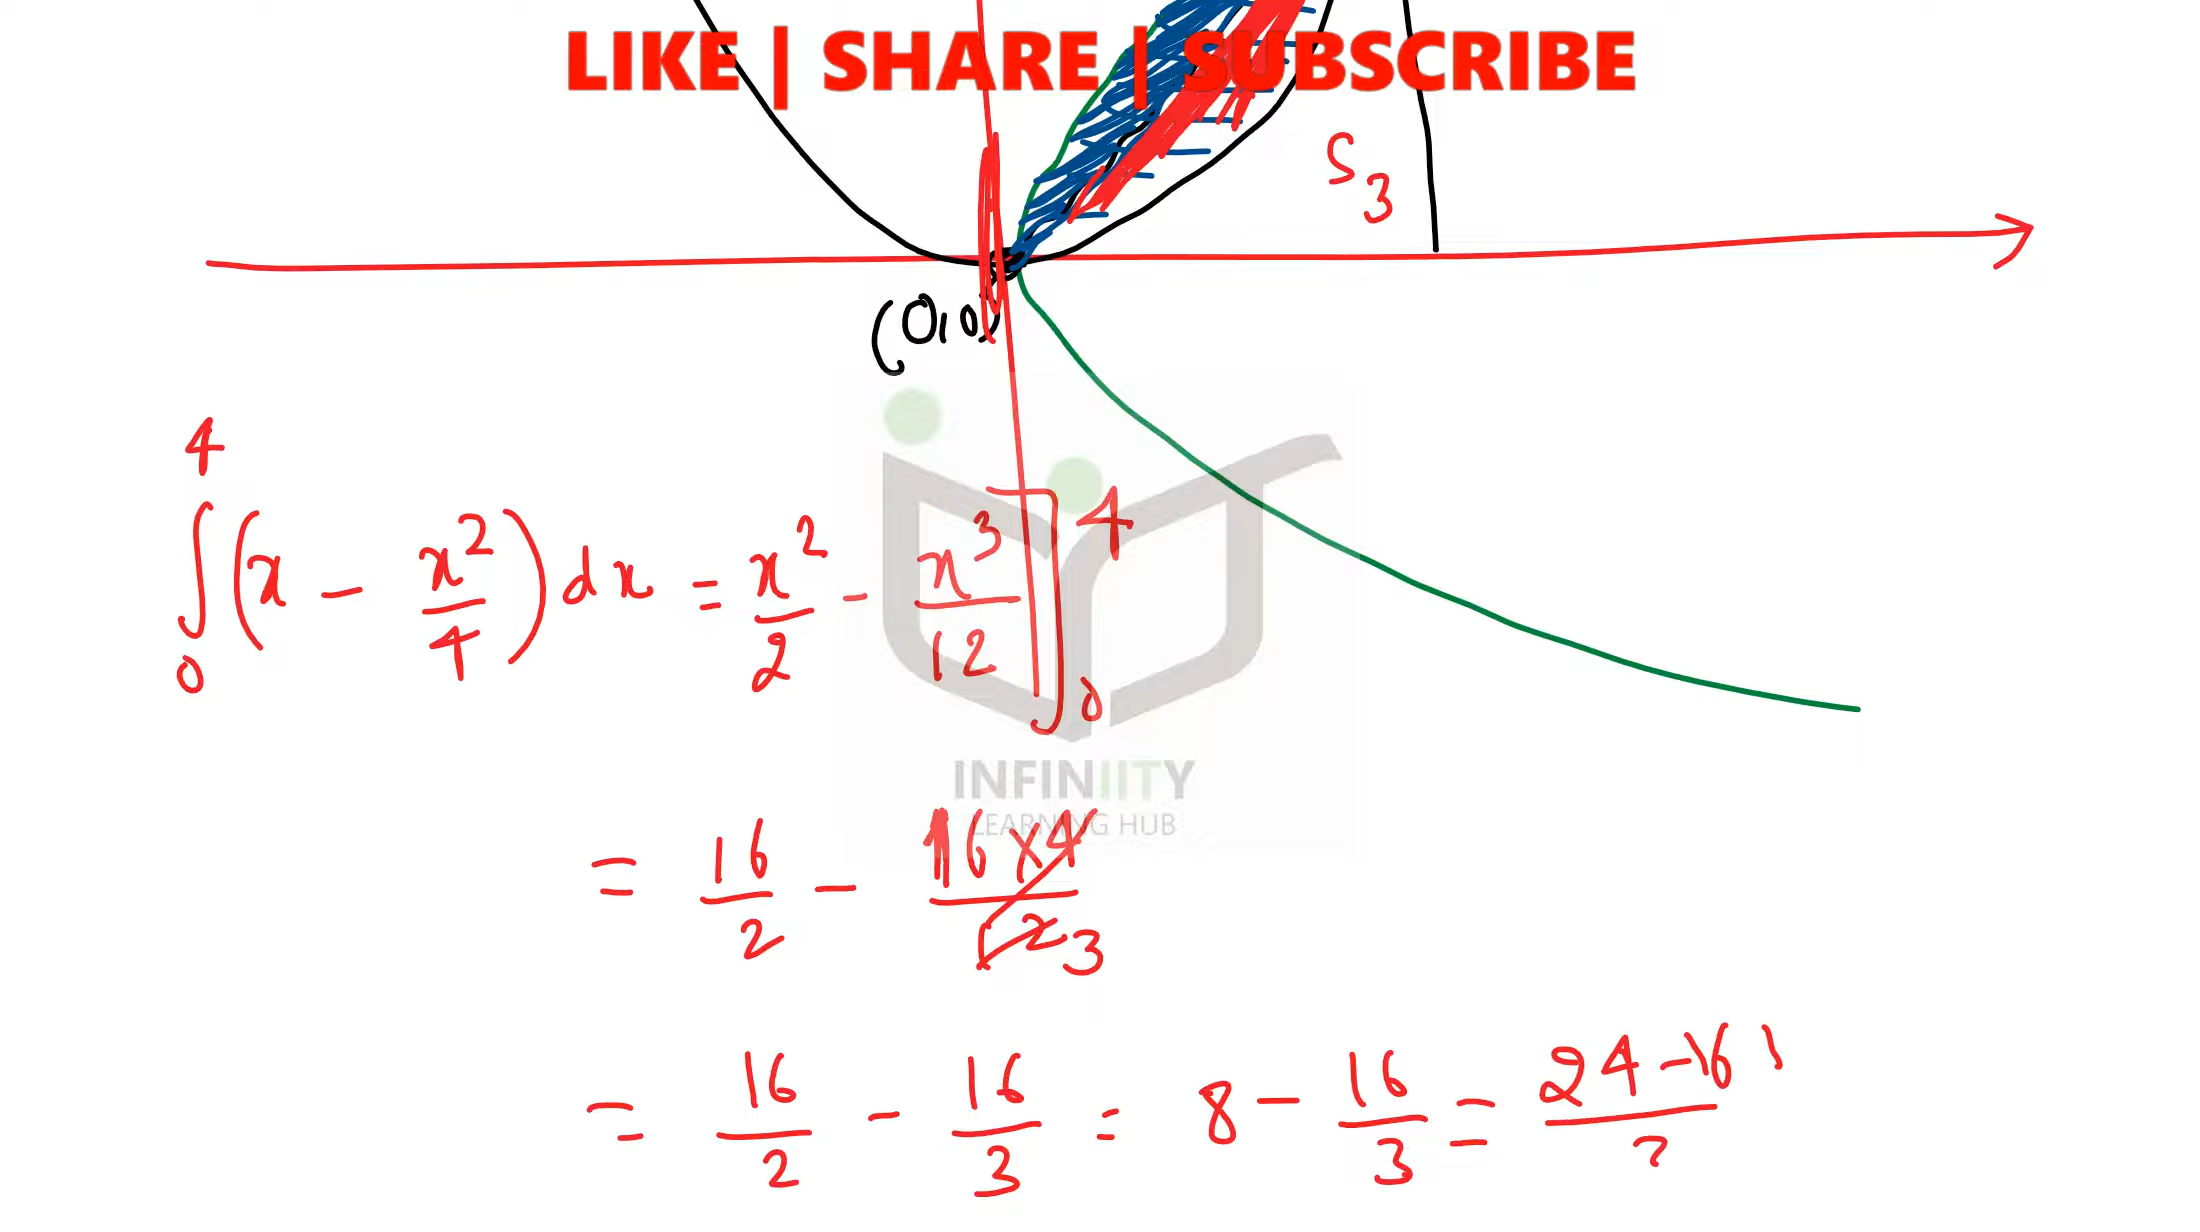 LIKE | SHARE | SUBSCRIBE
S₃
(0,0)
∫₀⁴ (x - x²/4) dx = x²/2 - x³/12 ]₀⁴
INFINIITY
LEARNING HUB
= 16/2 - 16×4/12 3
= 16/2 - 16/3 = 8 - 16/3 = 24-16/3